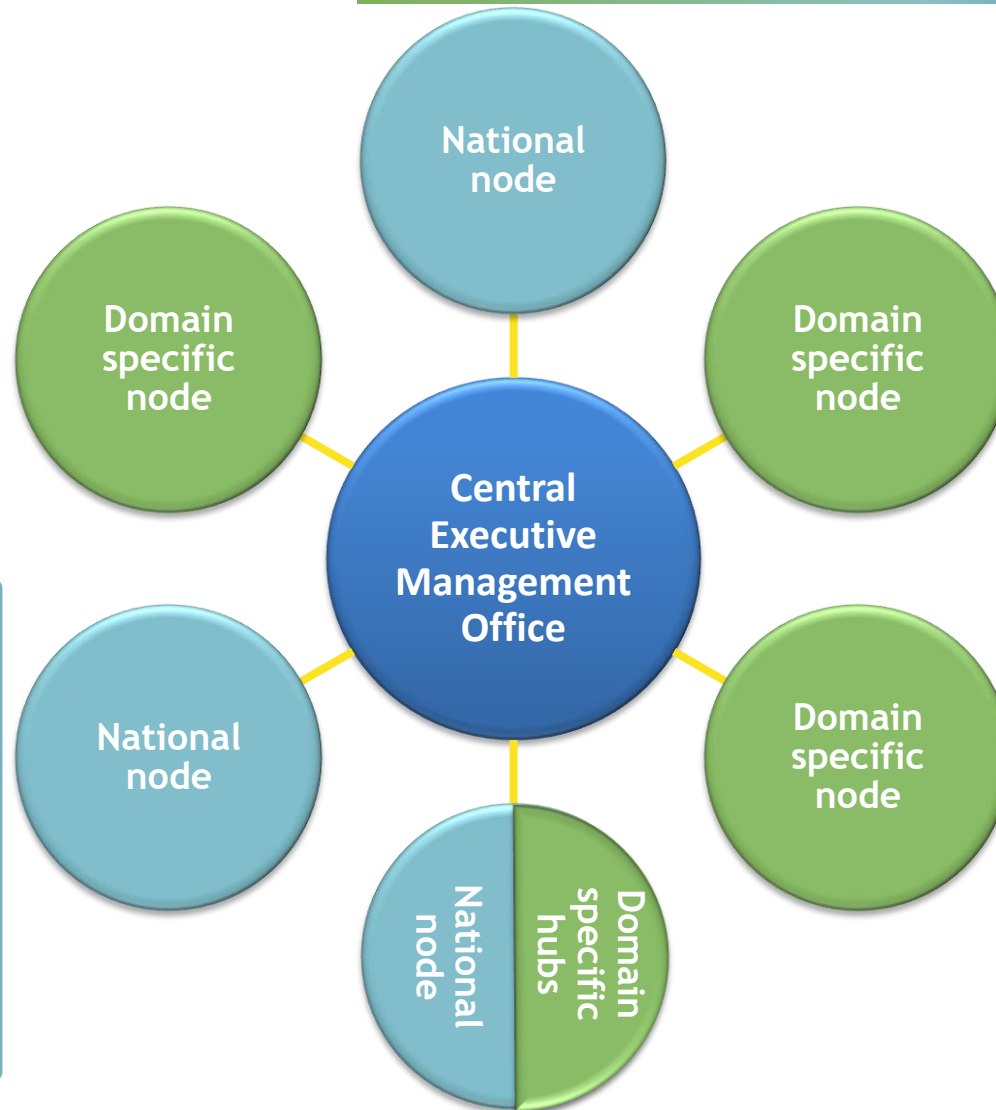 National
node
Domain
specific
node
Domain
specific
node
Central
Executive
Management
Office
National
node
Domain
specific
node
National
node
Domain
specific
hubs